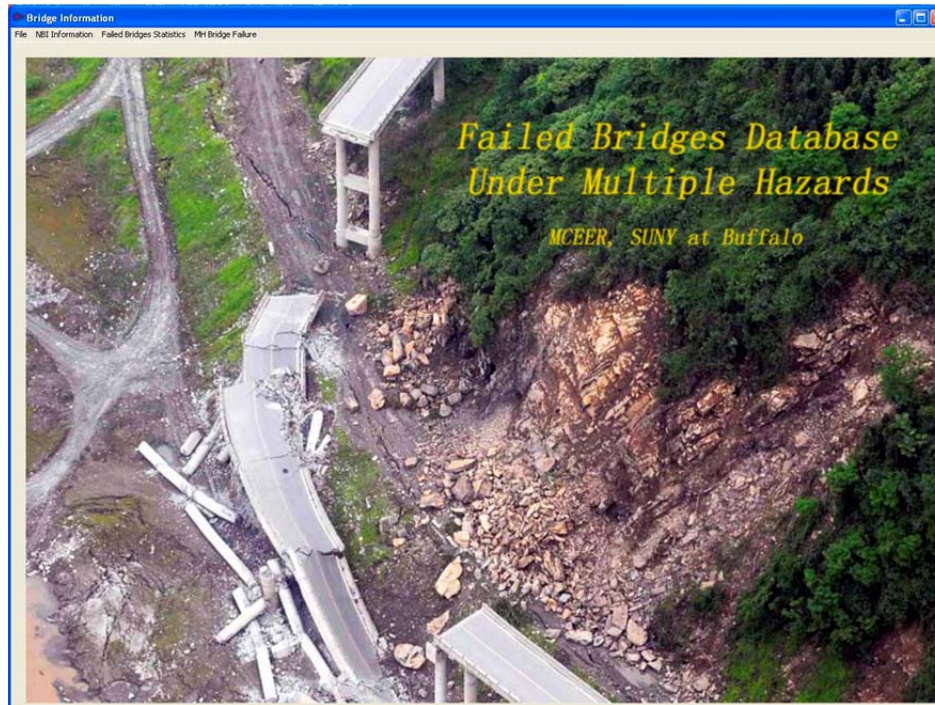 Bridge Information
File NBI Information Failed Bridges Statistics MH Bridge Failure
Failed Bridges Database
Under Multiple Hazards
MCEER, SUNY at Buffalo